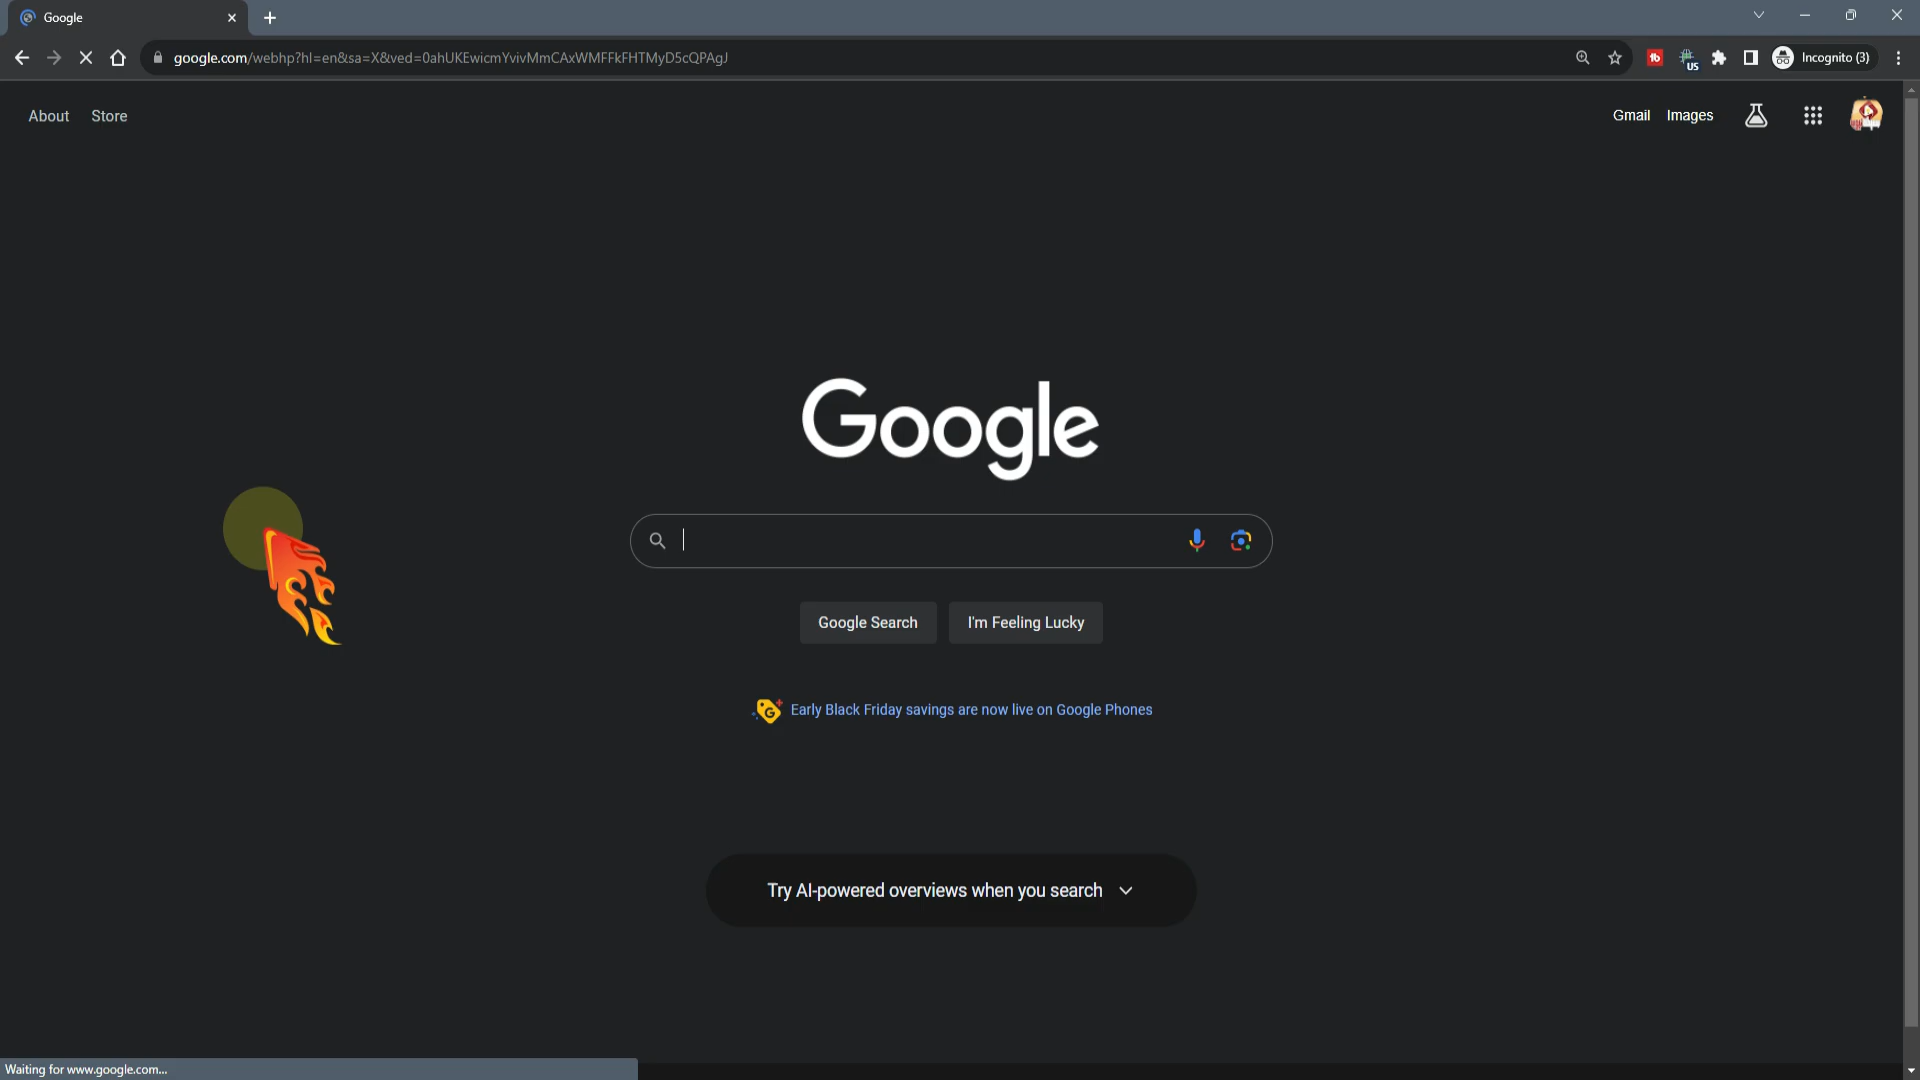 Google
google.com/webhp?hl=en&sa=X&ved=0ahUKEwicmYvivMmCAxWMFFkFHTMyD5cQPAgJ
tb
US
Incognito (3)
About Store
Gmail Images
Google
Google Search I'm Feeling Lucky
G Early Black Friday savings are now live on Google Phones
Try AI-powered overviews when you search
Waiting for www.google.com...